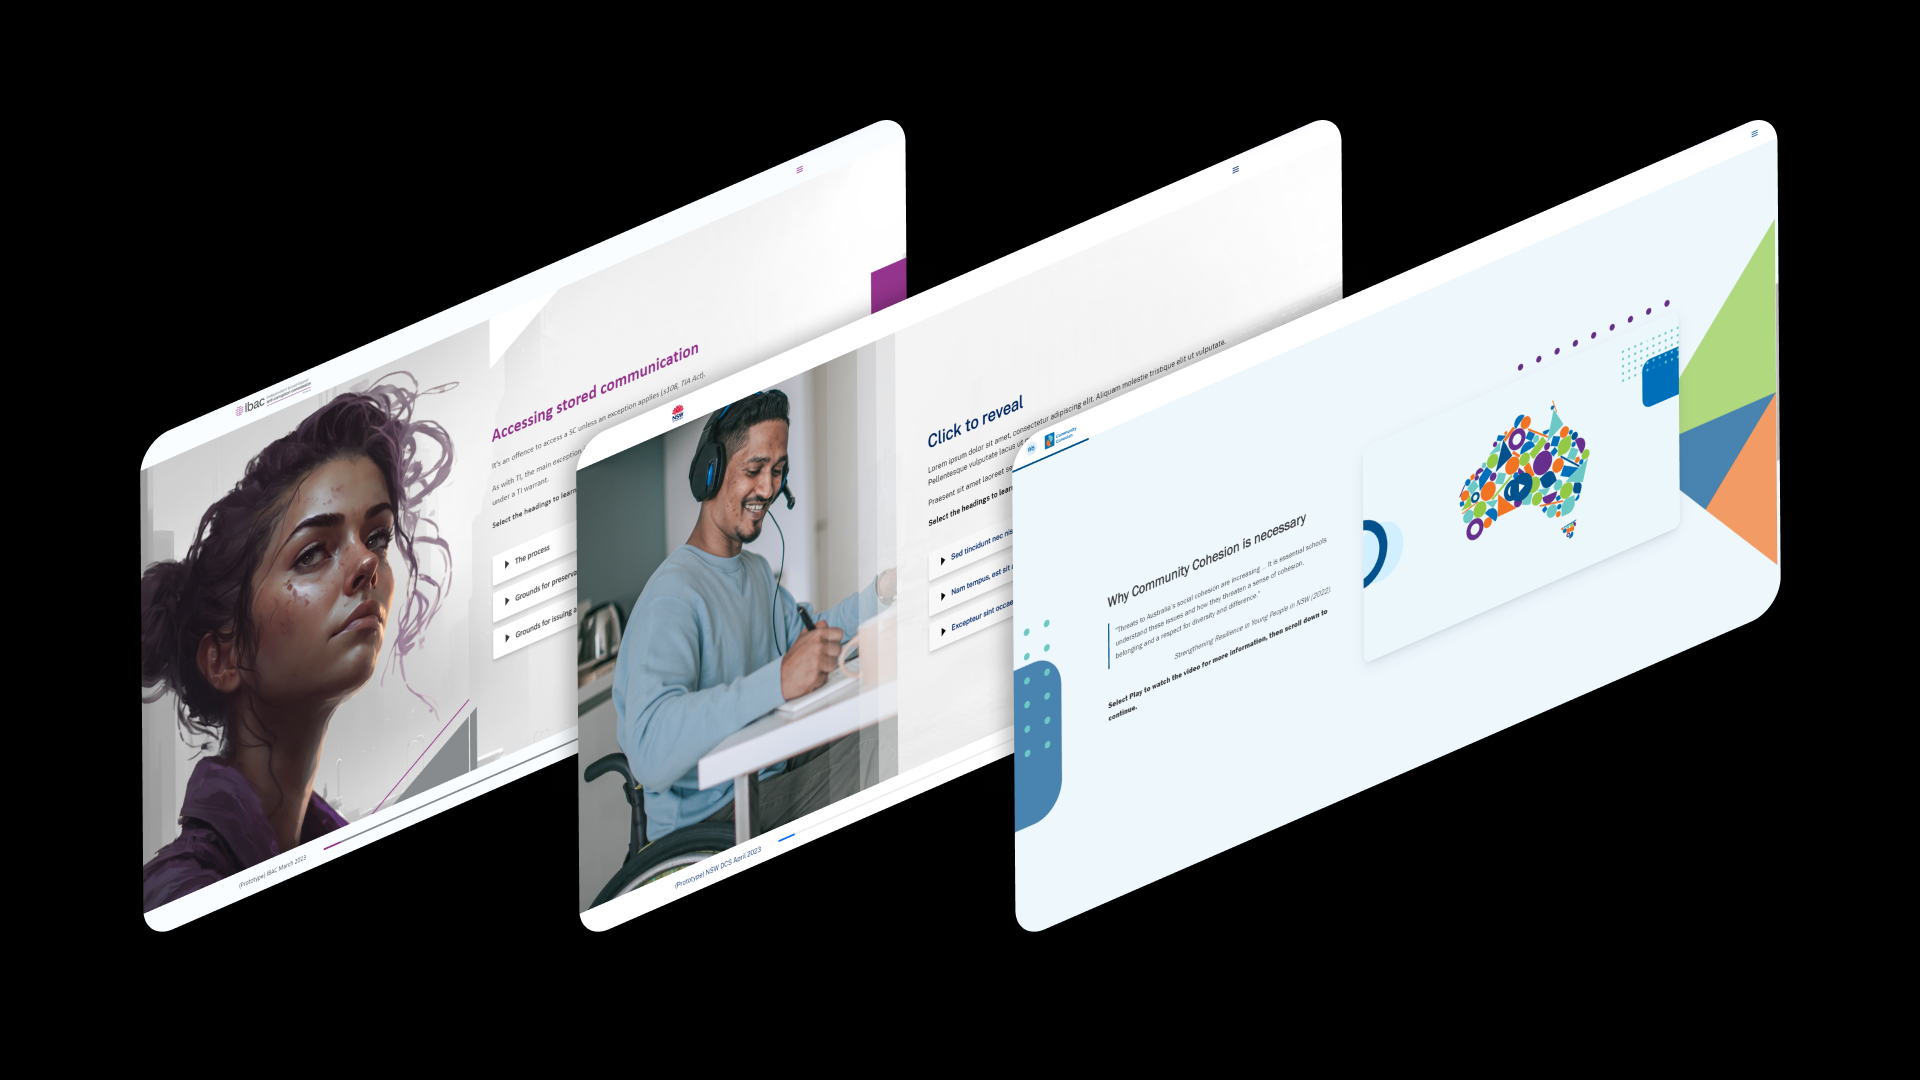 ibac
Accessing stored communication
It's an offence to access a SC unless an exception applies (s108, TIA Act).
As with TI, the main exception
under a TI warrant.
Select the headings to learn
The process
Grounds for preserva
Grounds for issuing a
(Prototype) IBAC March 2023
NSW
Click to reveal
Lorem ipsum dolor sit amet, consectetur adipiscing elit. Aliquam molestie tristique elit ut vulputate.
Pellentesque vulputate lacus ut
Praesent sit amet laoreet se
Select the headings to learn
Sed tincidunt nec nis
Nam tempus, est sit
Excepteur sint occae
(Prototype) NSW DCS April 2023
Community
Cohesion
Why Community Cohesion is necessary
"Threats to Australia's social cohesion are increasing ... It is essential schools
understand these issues and how they threaten a sense of cohesion,
belonging and a respect for diversity and difference."
Strengthening Resilience in Young People in NSW (2022)
Select Play to watch the video for more information, then scroll down to
continue.